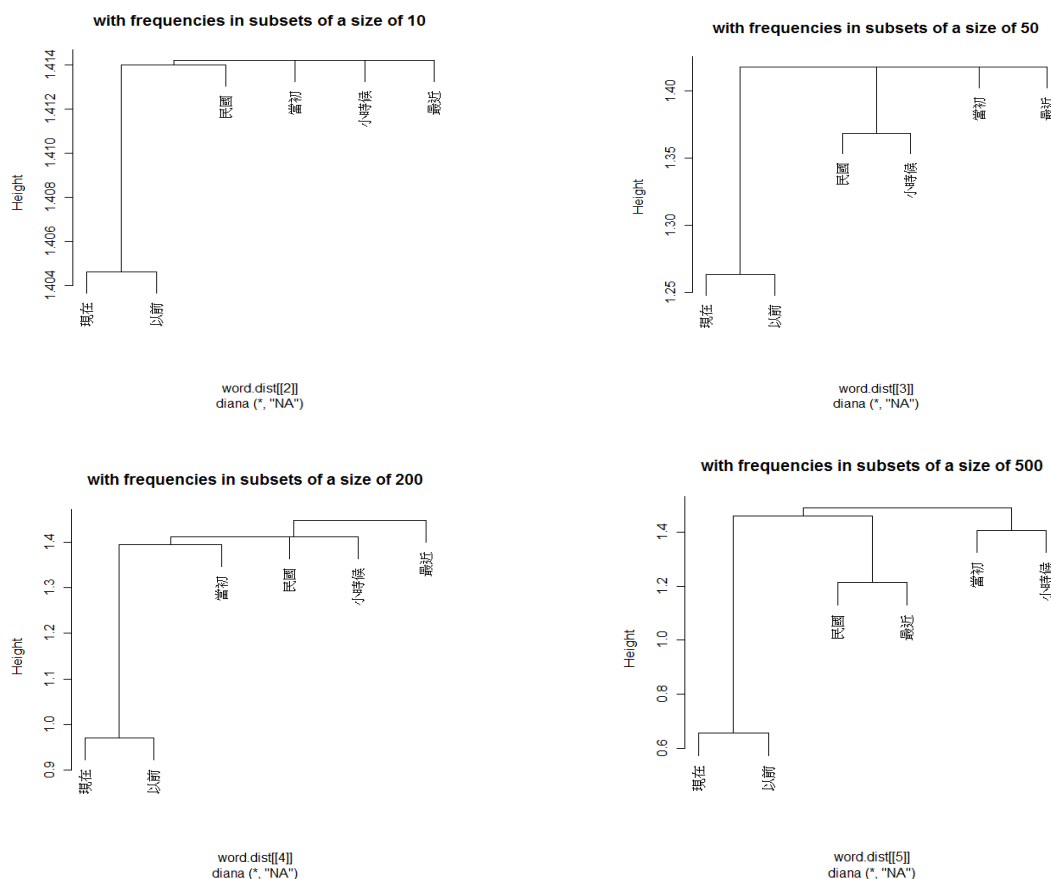 with frequencies in subsets of a size of 10
Height
1.414
1.412
1.410
1.408
1.406
1.404
民國
當初
小時候
最近
現在
以前
word.dist[[2]]
diana (*, "NA")
with frequencies in subsets of a size of 50
Height
1.40
1.35
1.30
1.25
當初
最近
民國
小時候
現在
以前
word.dist[[3]]
diana (*, "NA")
with frequencies in subsets of a size of 200
Height
1.4
1.3
1.2
1.1
1.0
0.9
最近
當初
民國
小時候
現在
以前
word.dist[[4]]
diana (*, "NA")
with frequencies in subsets of a size of 500
Height
1.4
1.2
1.0
0.8
0.6
當初
小時候
民國
最近
現在
以前
word.dist[[5]]
diana (*, "NA")